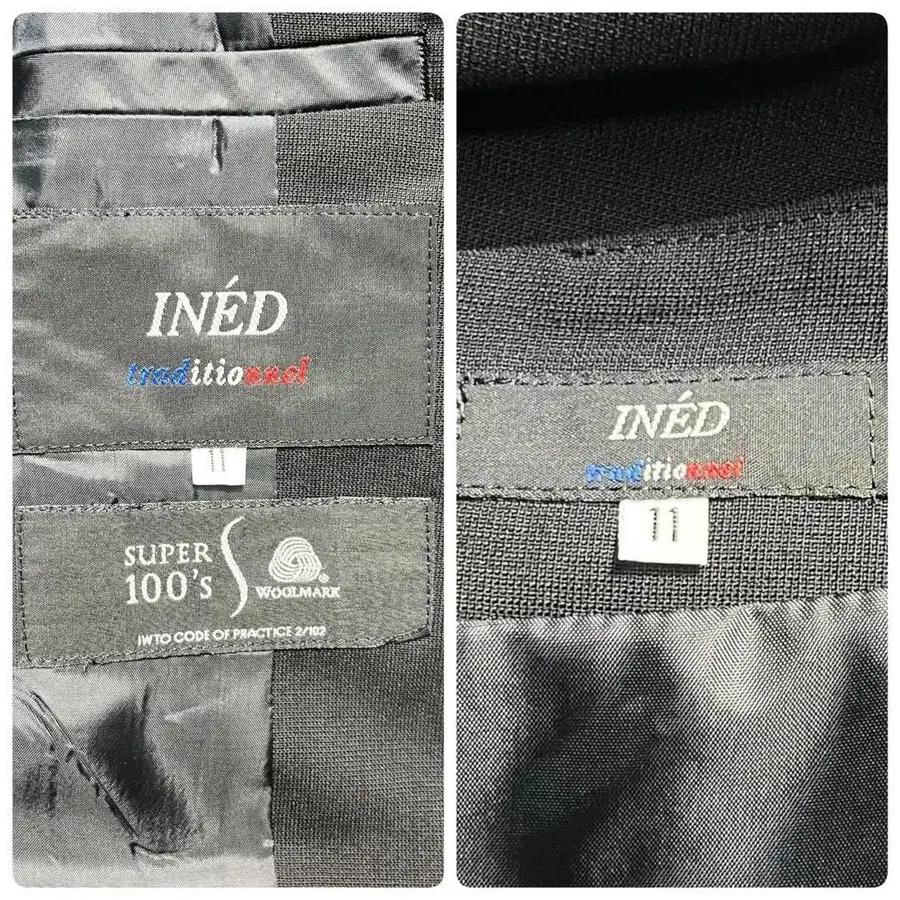 INÉD
traditionnel
11
SUPER
100's
WOOLMARK
IWTO CODE OF PRACTICE 2/102
INÉD
traditionnel
11